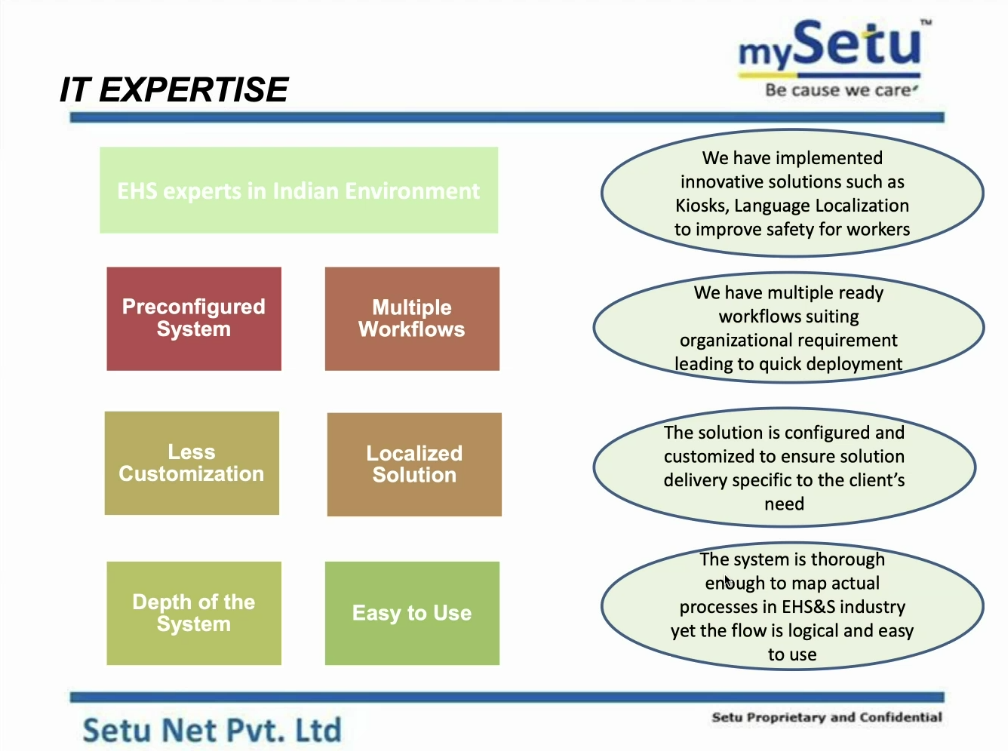 mySetu™
Be cause we care
IT EXPERTISE
EHS experts in Indian Environment
We have implemented
innovative solutions such as
Kiosks, Language Localization
to improve safety for workers
Preconfigured
System
Multiple
Workflows
We have multiple ready
workflows suiting
organizational requirement
leading to quick deployment
Less
Customization
Localized
Solution
The solution is configured and
customized to ensure solution
delivery specific to the client’s
need
Depth of the
System
Easy to Use
The system is thorough
enough to map actual
processes in EHS&S industry
yet the flow is logical and easy
to use
Setu Net Pvt. Ltd
Setu Proprietary and Confidential